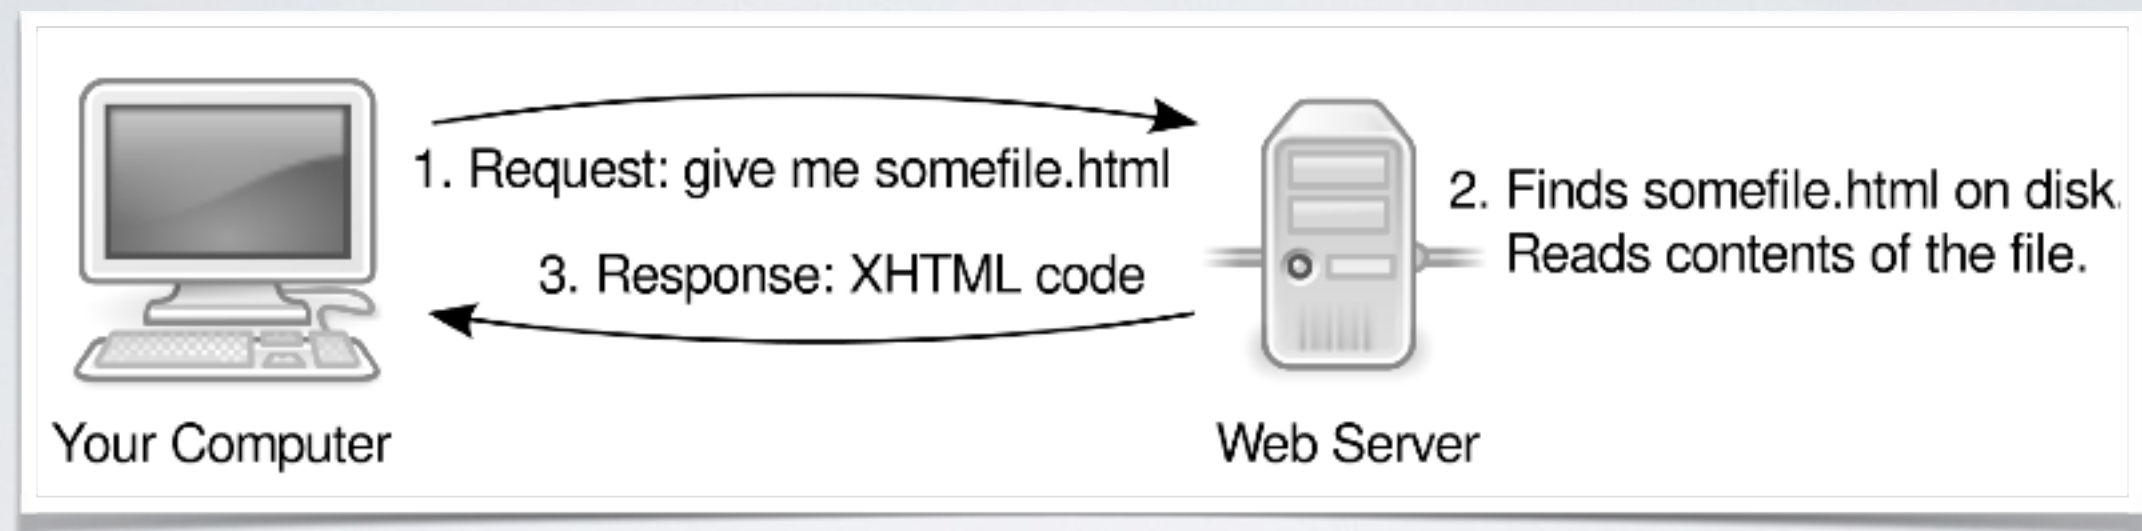 1. Request: give me somefile.html
2. Finds somefile.html on disk.
Reads contents of the file.
3. Response: XHTML code
Your Computer
Web Server